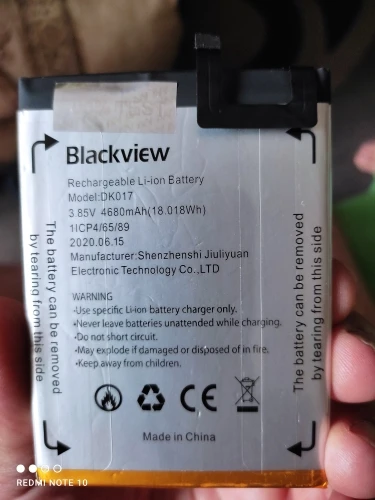 Blackview
Rechargeable Li-ion Battery
Model:DK017
3.85V 4680mAh(18.018Wh)
1ICP4/65/89
2020.06.15
Manufacturer:Shenzhenshi Jiuliyuan
Electronic Technology Co.,LTD
WARNING
•Use specific Li-ion battery charger only.
•Never leave batteries unattended while charging.
•Do not short circuit.
•May explode if damaged or disposed of in fire.
•Keep away from children.
CE
Made in China
The battery can be removed
by tearing from this side
The battery can be removed
by tearing from this side
REDMI NOTE 10